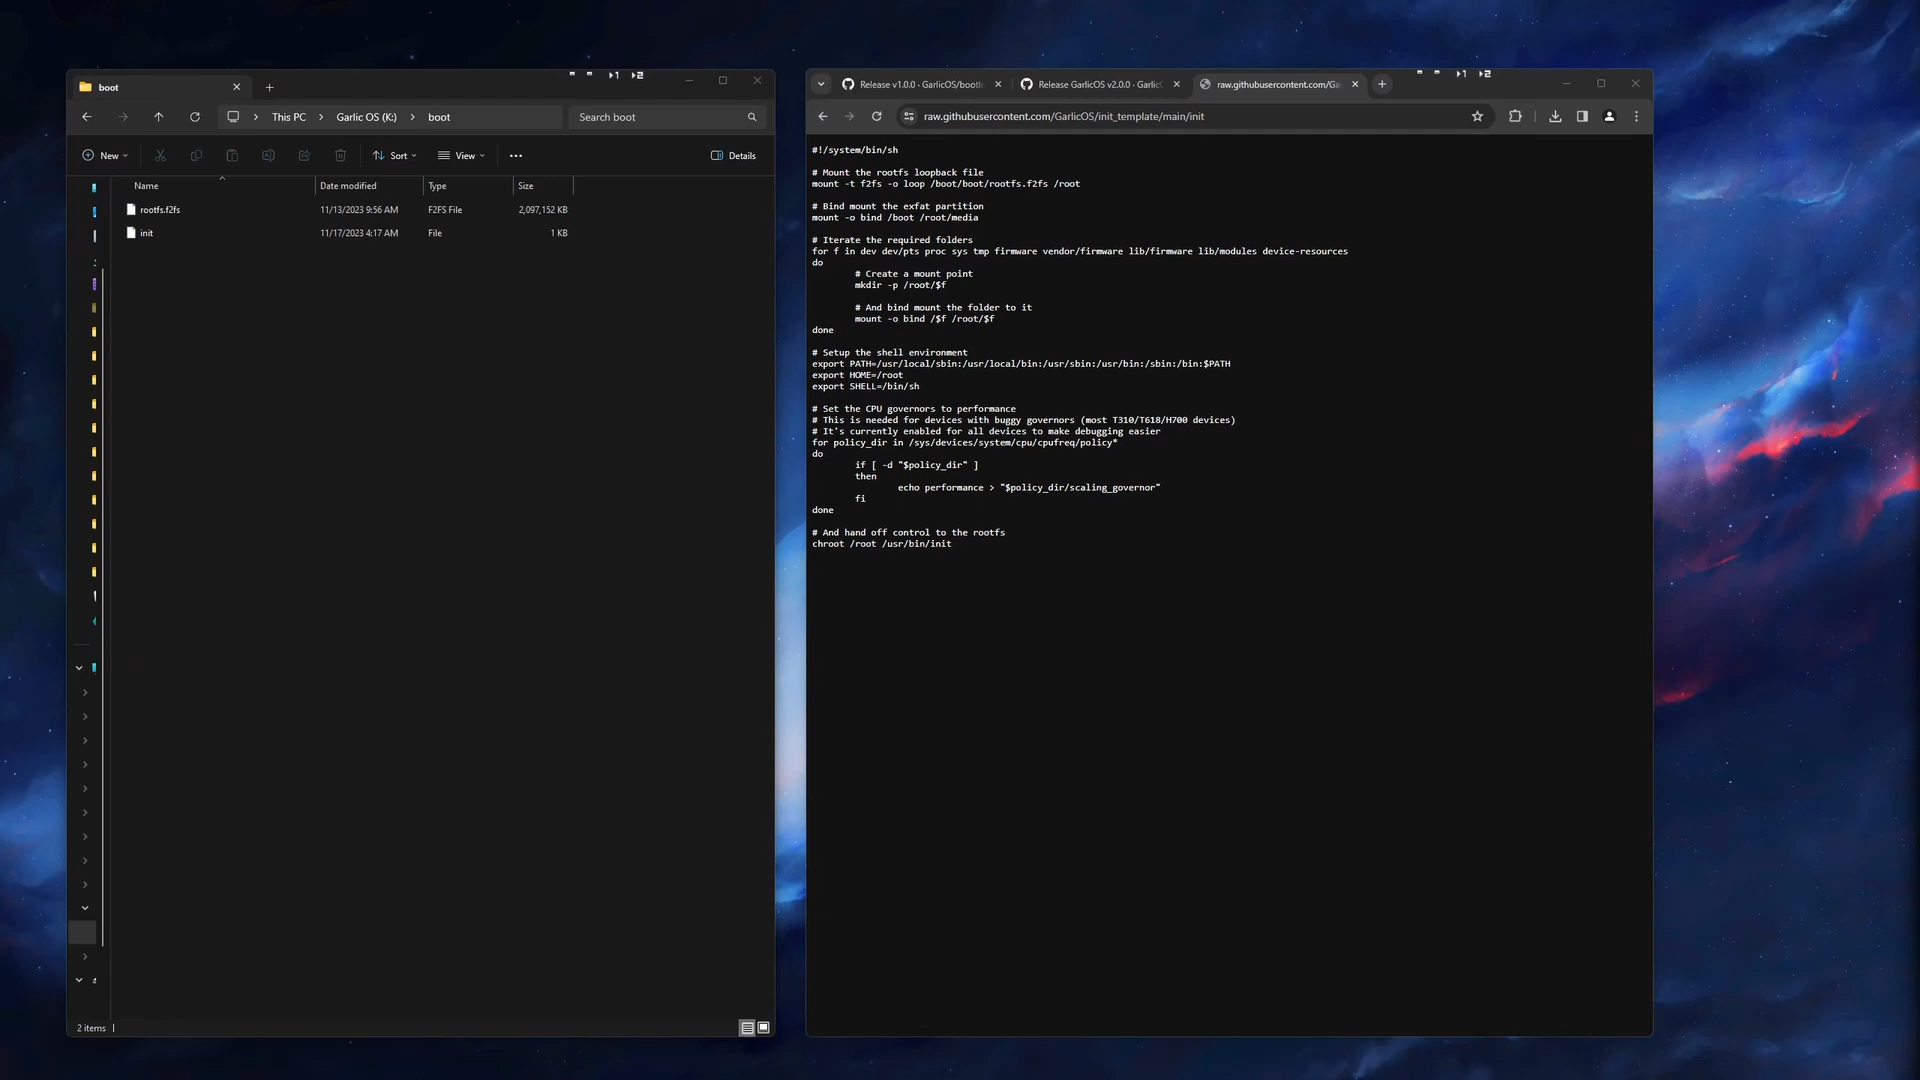 boot
This PC
Garlic OS (K:)
boot
Search boot
New
Sort
View
Details
Name Date modified Type Size
rootfs.f2fs 11/13/2023 9:56 AM F2FS File 2,097,152 KB
init 11/17/2023 4:17 AM File 1 KB
2 items
Release v1.0.0 · GarlicOS/bootl
Release GarlicOS v2.0.0 · Garlic
raw.githubusercontent.com/Ga
raw.githubusercontent.com/GarlicOS/init_template/main/init
#!/system/bin/sh
# Mount the rootfs loopback file
mount -t f2fs -o loop /boot/boot/rootfs.f2fs /root
# Bind mount the exfat partition
mount -o bind /boot /root/media
# Iterate the required folders
for f in dev dev/pts proc sys tmp firmware vendor/firmware lib/firmware lib/modules device-resources
do
# Create a mount point
mkdir -p /root/$f
# And bind mount the folder to it
mount -o bind /$f /root/$f
done
# Setup the shell environment
export PATH=/usr/local/sbin:/usr/local/bin:/usr/sbin:/usr/bin:/sbin:/bin:$PATH
export HOME=/root
export SHELL=/bin/sh
# Set the CPU governors to performance
# This is needed for devices with buggy governors (most T310/T618/H700 devices)
# It's currently enabled for all devices to make debugging easier
for policy_dir in /sys/devices/system/cpu/cpufreq/policy*
do
if [ -d "$policy_dir" ]
then
echo performance > "$policy_dir/scaling_governor"
fi
done
# And hand off control to the rootfs
chroot /root /usr/bin/init